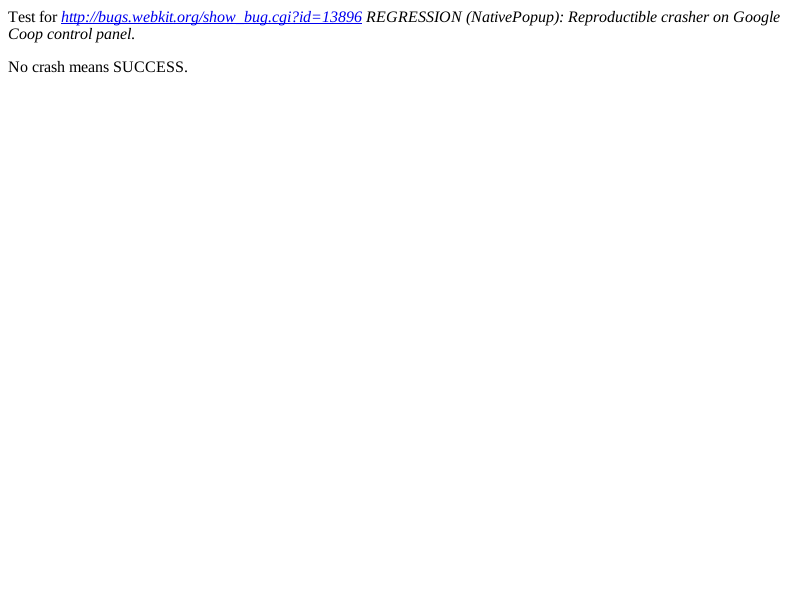 Test for http://bugs.webkit.org/show_bug.cgi?id=13896 REGRESSION (NativePopup): Reproductible crasher on Google
Coop control panel.
No crash means SUCCESS.